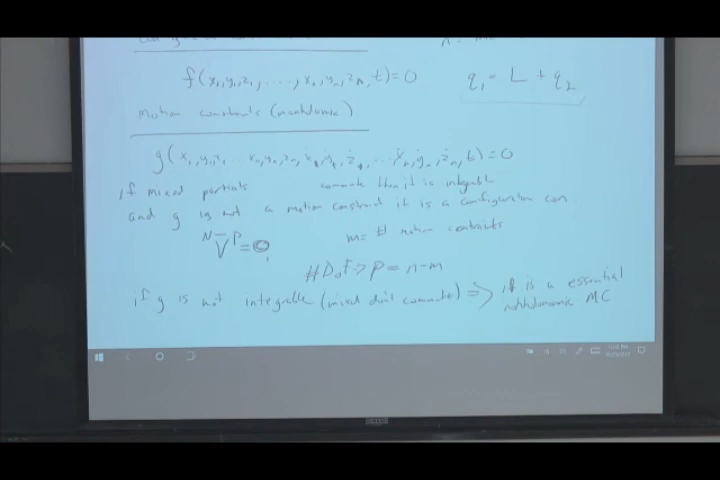 f(x₁,y₁,z₁, ..., xₙ,yₙ,zₙ,t)=0
q₁ = L + q₂
motion constraints (nonholonomic)
g(x₁,y₁,z₁, ... xₙ,yₙ,zₙ, ẋ₁,ẏ₁,ż₁, ... ẋₙ,ẏₙ,żₙ,t)=0
if mixed partials commute then it is integrable
and g is not a motion constraint it is a configuration con.
ᴺV̄ᴾ=0
m= # motion contraints
#DoF => P = n-m
if g is not integrable (mixed don't commute) => it is a essential
nonholonomic MC